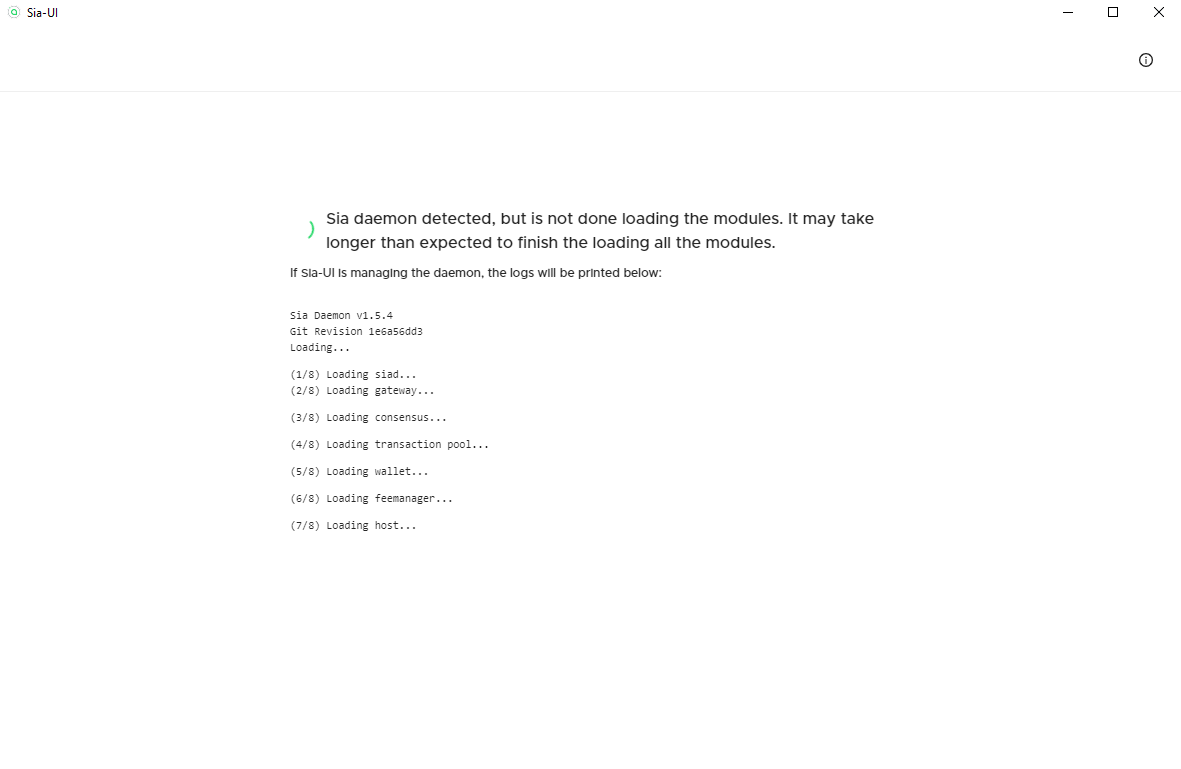 Sia-UI
Sia daemon detected, but is not done loading the modules. It may take
longer than expected to finish the loading all the modules.
If Sia-UI is managing the daemon, the logs will be printed below:
Sia Daemon v1.5.4
Git Revision 1e6a56dd3
Loading...
(1/8) Loading siad...
(2/8) Loading gateway...
(3/8) Loading consensus...
(4/8) Loading transaction pool...
(5/8) Loading wallet...
(6/8) Loading feemanager...
(7/8) Loading host...